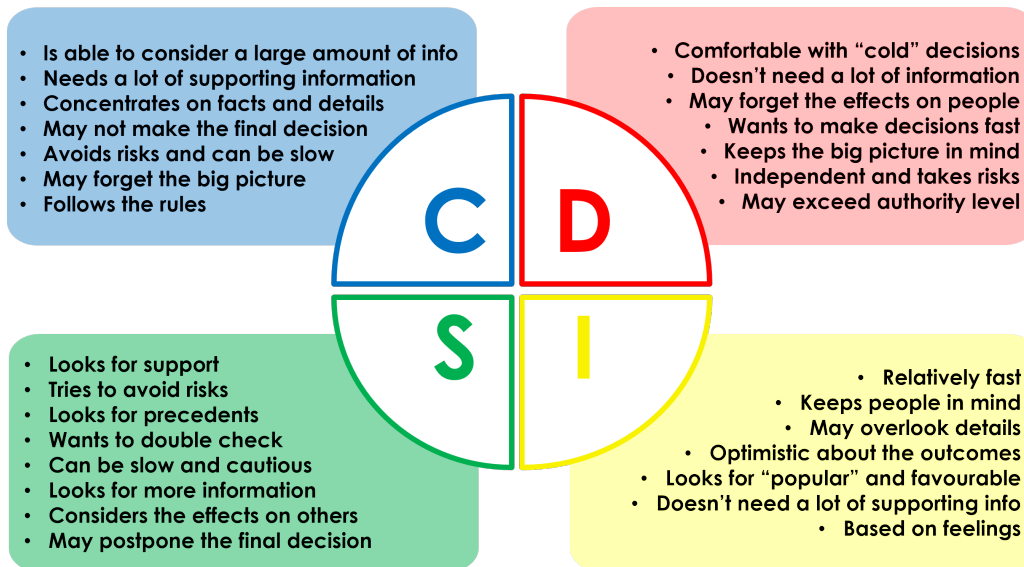 • Is able to consider a large amount of info
• Needs a lot of supporting information
• Concentrates on facts and details
• May not make the final decision
• Avoids risks and can be slow
• May forget the big picture
• Follows the rules
• Comfortable with “cold” decisions
• Doesn’t need a lot of information
• May forget the effects on people
• Wants to make decisions fast
• Keeps the big picture in mind
• Independent and takes risks
• May exceed authority level
C
D
S
I
• Looks for support
• Tries to avoid risks
• Looks for precedents
• Wants to double check
• Can be slow and cautious
• Looks for more information
• Considers the effects on others
• May postpone the final decision
• Relatively fast
• Keeps people in mind
• May overlook details
• Optimistic about the outcomes
• Looks for “popular” and favourable
• Doesn’t need a lot of supporting info
• Based on feelings